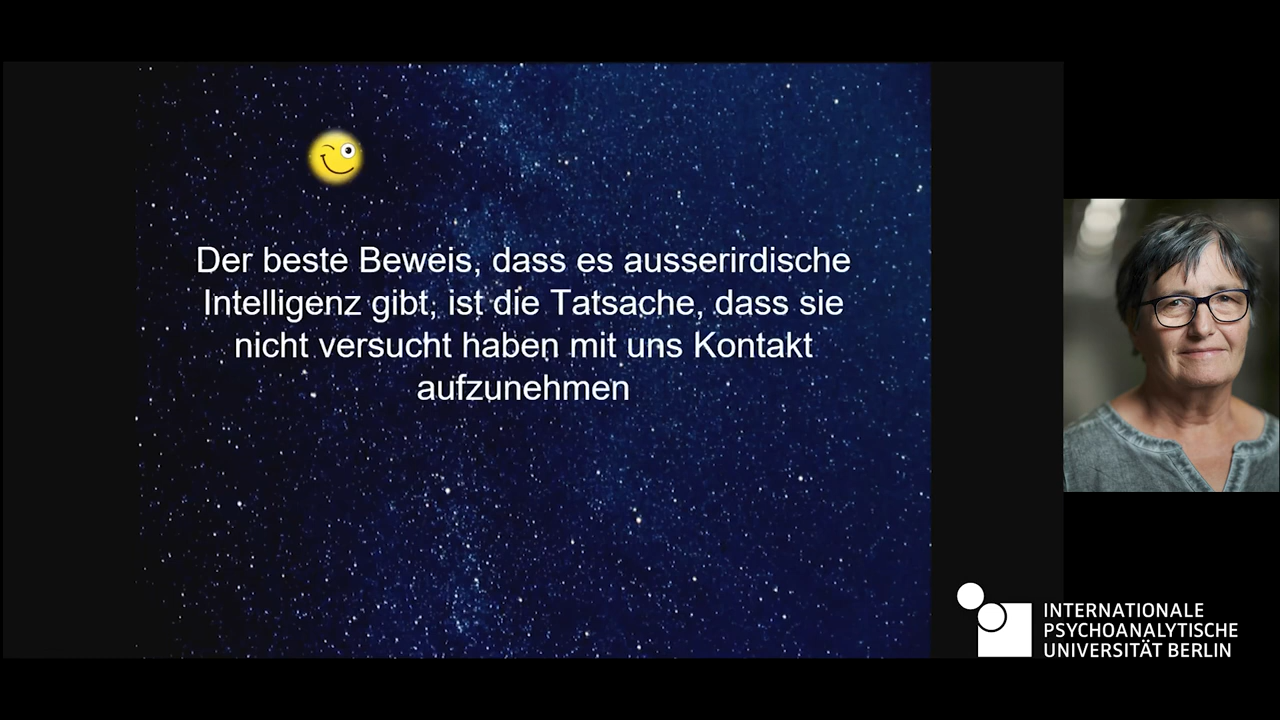 Der beste Beweis, dass es ausserirdische
Intelligenz gibt, ist die Tatsache, dass sie
nicht versucht haben mit uns Kontakt
aufzunehmen
INTERNATIONALE
PSYCHOANALYTISCHE
UNIVERSITÄT BERLIN